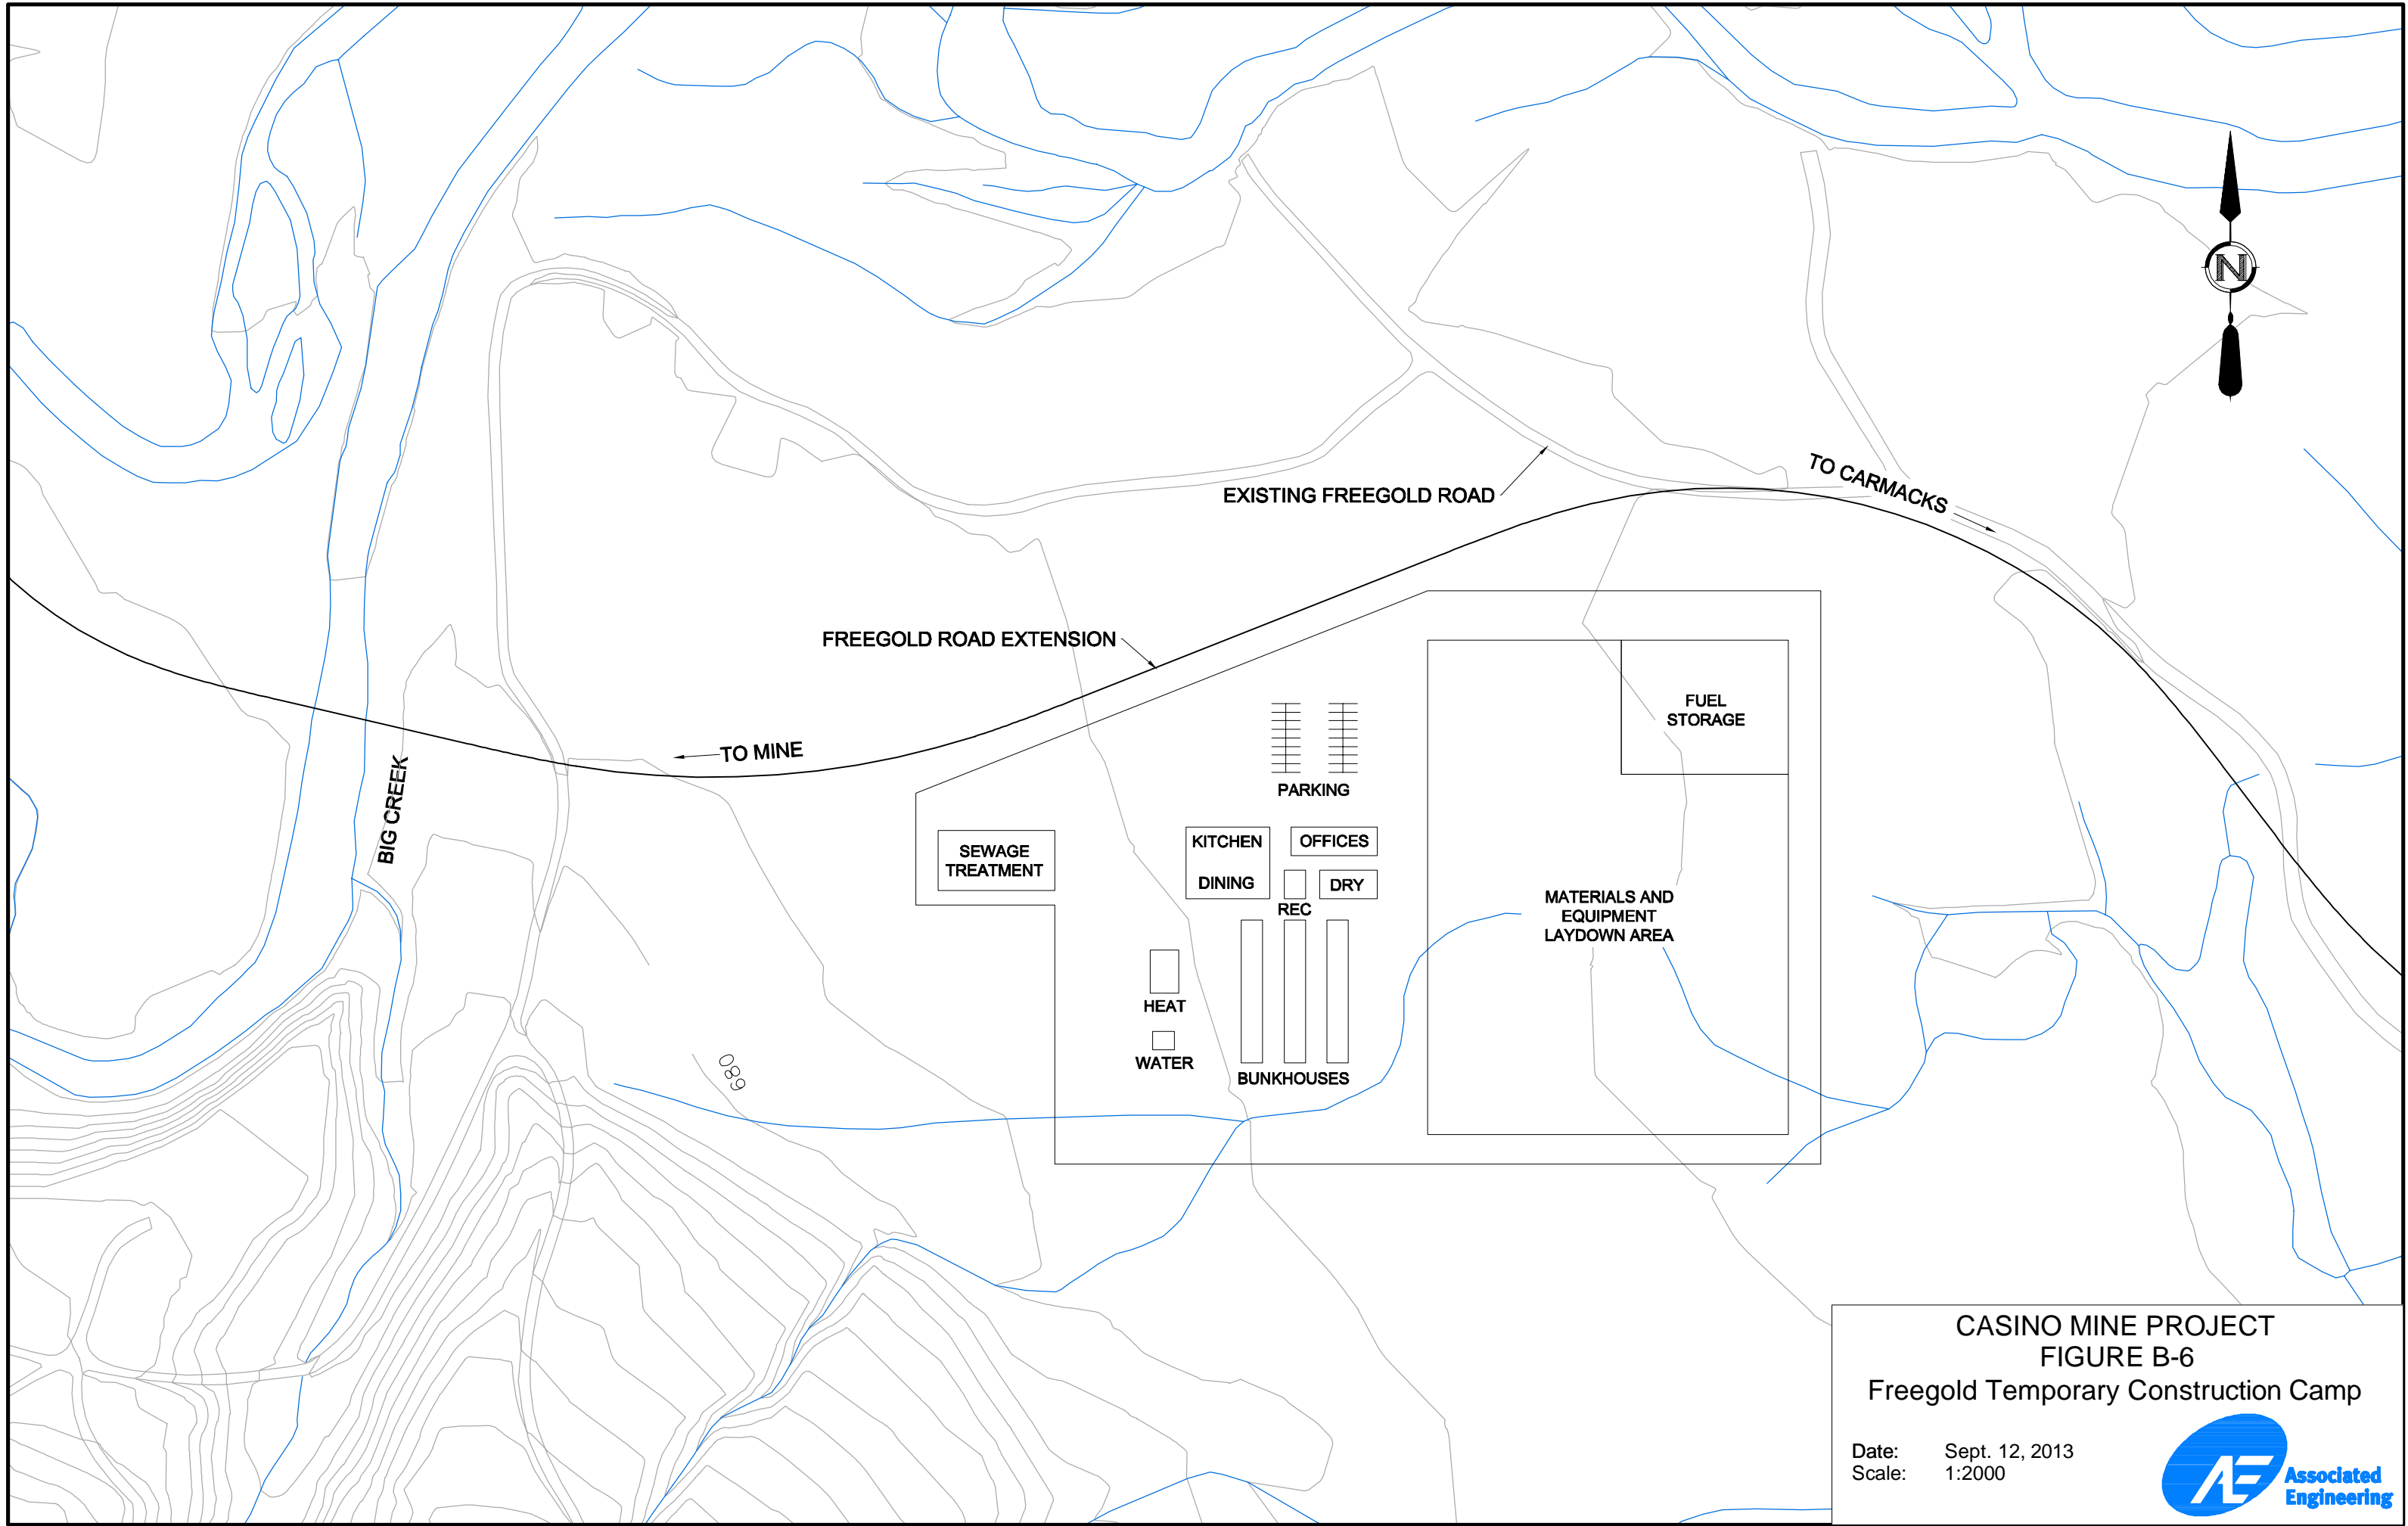 N
EXISTING FREEGOLD ROAD
TO CARMACKS
FREEGOLD ROAD EXTENSION
TO MINE
BIG CREEK
FUEL
STORAGE
PARKING
SEWAGE
TREATMENT
KITCHEN
OFFICES
DINING
DRY
REC
MATERIALS AND
EQUIPMENT
LAYDOWN AREA
HEAT
WATER
BUNKHOUSES
680
CASINO MINE PROJECT
FIGURE B-6
Freegold Temporary Construction Camp
Date: Sept. 12, 2013
Scale: 1:2000
AE
Associated
Engineering